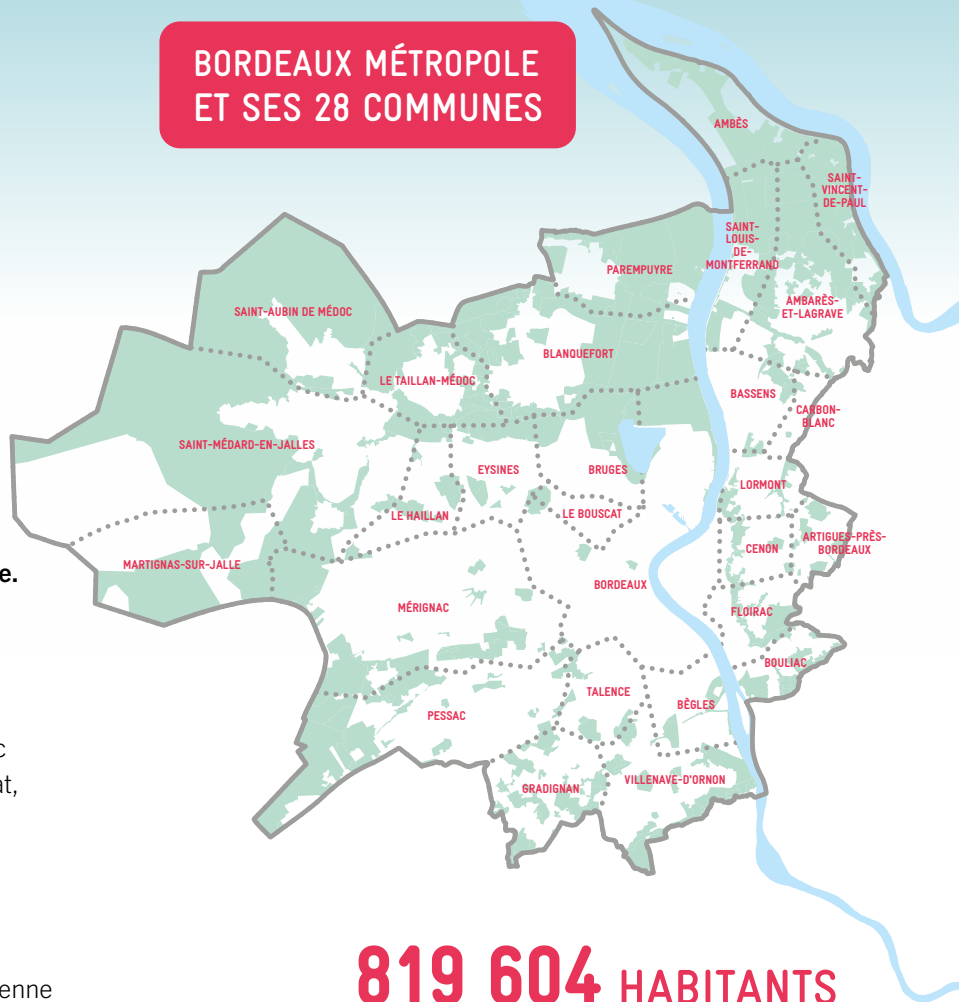 BORDEAUX MÉTROPOLE
ET SES 28 COMMUNES
AMBÈS
SAINT-
VINCENT-
DE-PAUL
SAINT-
LOUIS-
DE-
MONTFERRAND
PAREMPUYRE
AMBARÈS-
ET-LAGRAVE
SAINT-AUBIN DE MÉDOC
BLANQUEFORT
LE TAILLAN-MÉDOC
BASSENS
CARBON-
BLANC
SAINT-MÉDARD-EN-JALLES
EYSINES
BRUGES
LORMONT
LE HAILLAN
LE BOUSCAT
ARTIGUES-PRÈS-
BORDEAUX
CENON
MARTIGNAS-SUR-JALLE
e.
BORDEAUX
MÉRIGNAC
FLOIRAC
BOULIAC
TALENCE
BÈGLES
PESSAC
c
at,
VILLENAVE-D'ORNON
GRADIGNAN
enne
819 604 HABITANTS